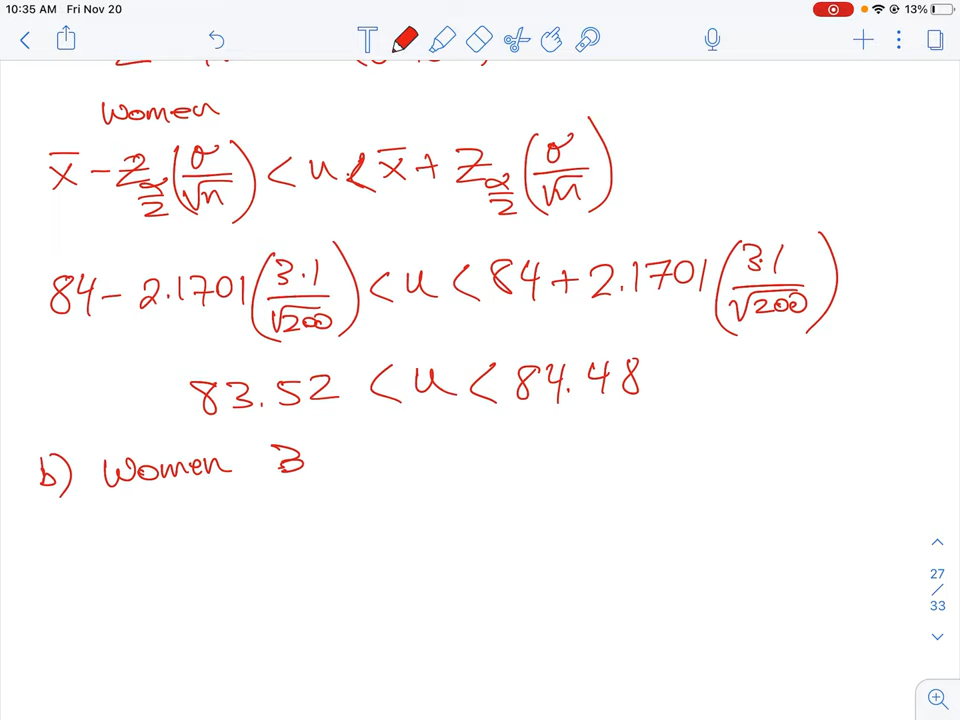 10:35 AM Fri Nov 20 13%
Women
x̄ - Z_{α/2} (σ/√n) < u < x̄ + Z_{α/2} (σ/√n)
84 - 2.1701 (3.1/√200) < u < 84 + 2.1701 (3.1/√200)
83.52 < u < 84.48
b) Women B
27
/
33